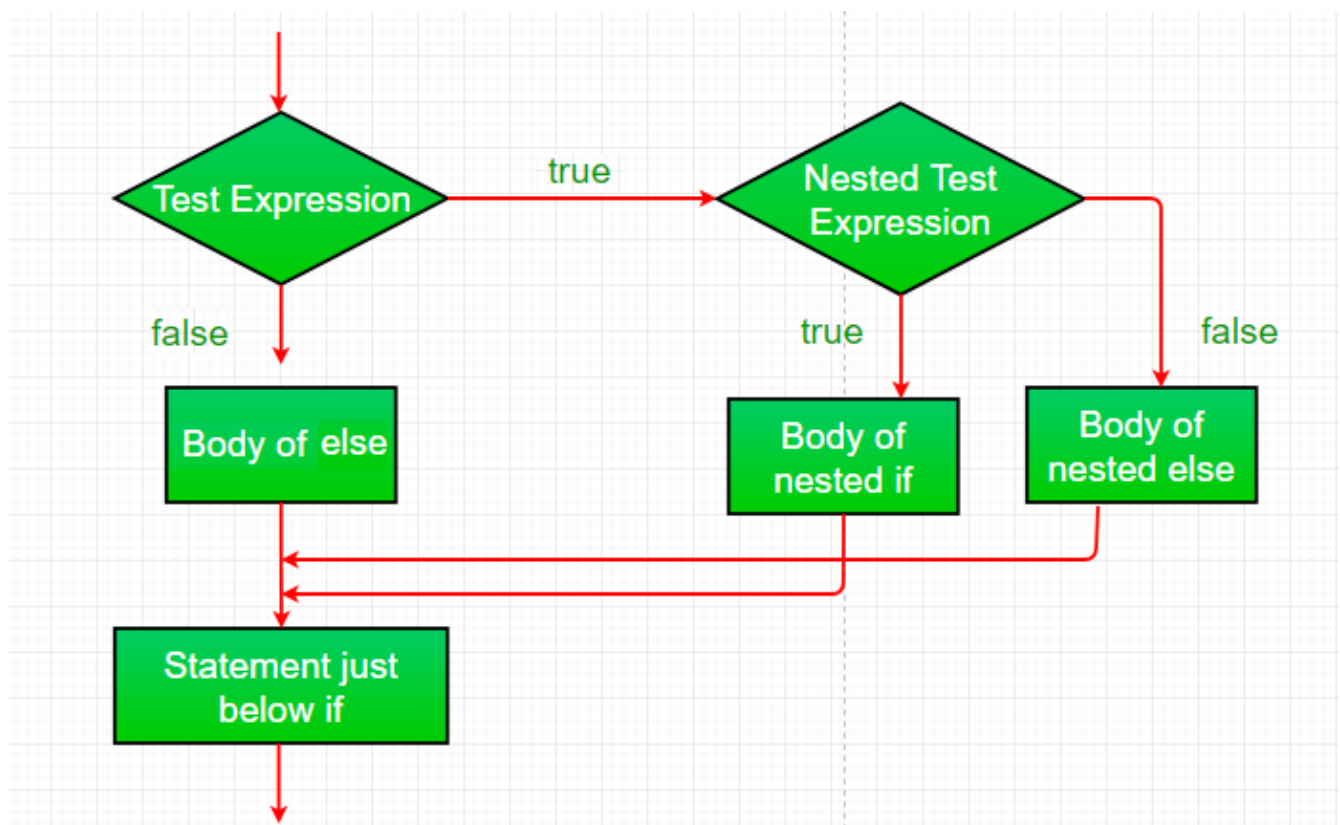 true
Test Expression
Nested Test
Expression
false
true
false
Body of else
Body of
nested if
Body of
nested else
Statement just
below if